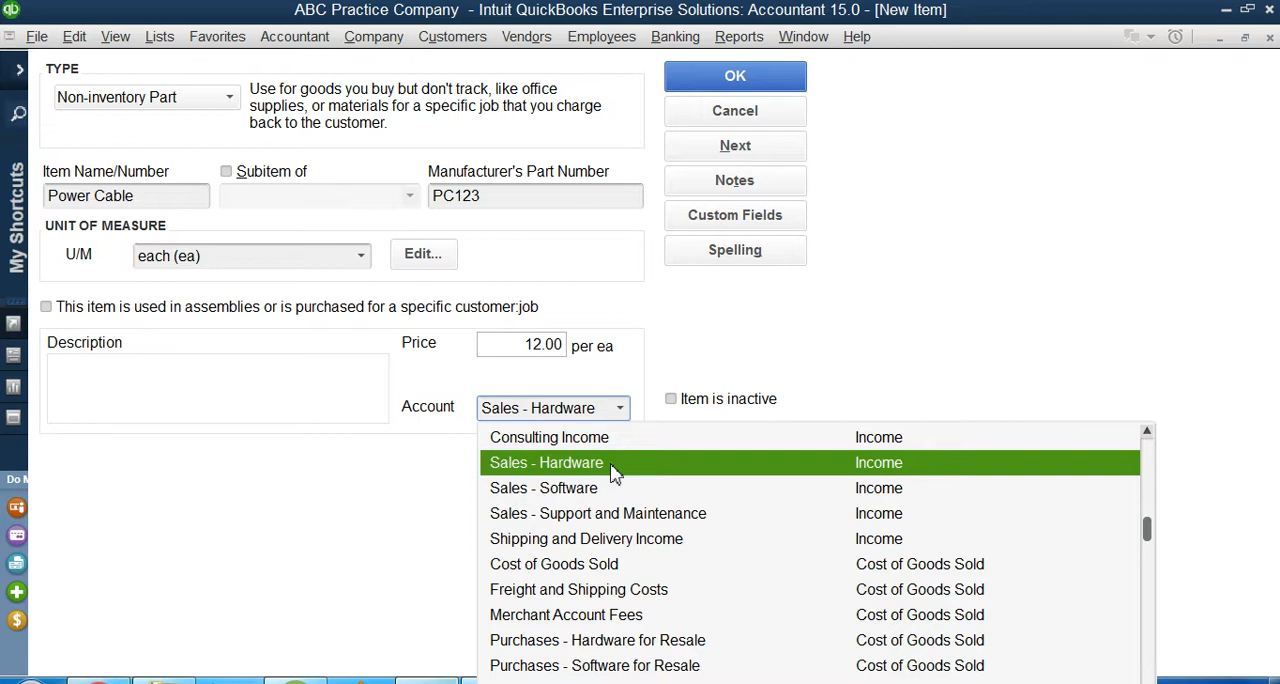 qb ABC Practice Company - Intuit QuickBooks Enterprise Solutions: Accountant 15.0 - [New Item]
File Edit View Lists Favorites Accountant Company Customers Vendors Employees Banking Reports Window Help
My Shortcuts
Do M
TYPE
Non-inventory Part
Use for goods you buy but don't track, like office
supplies, or materials for a specific job that you charge
back to the customer.
OK
Cancel
Next
Notes
Custom Fields
Spelling
Item Name/Number Subitem of Manufacturer's Part Number
Power Cable PC123
UNIT OF MEASURE
U/M each (ea) Edit...
This item is used in assemblies or is purchased for a specific customer:job
Description Price 12.00 per ea
Account Sales - Hardware
Item is inactive
Consulting Income Income
Sales - Hardware Income
Sales - Software Income
Sales - Support and Maintenance Income
Shipping and Delivery Income Income
Cost of Goods Sold Cost of Goods Sold
Freight and Shipping Costs Cost of Goods Sold
Merchant Account Fees Cost of Goods Sold
Purchases - Hardware for Resale Cost of Goods Sold
Purchases - Software for Resale Cost of Goods Sold